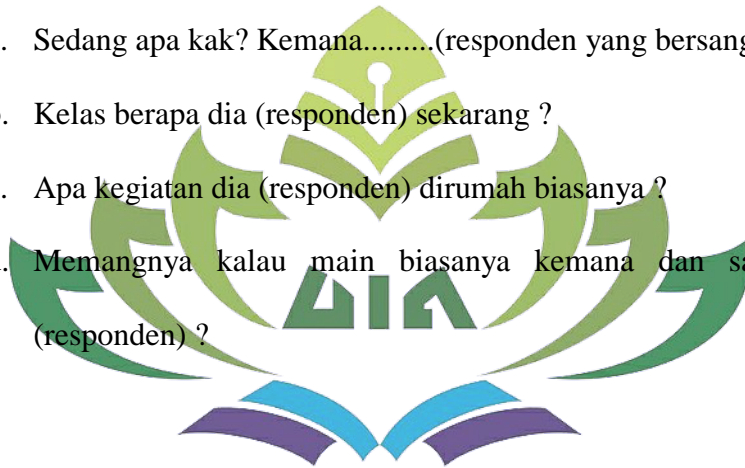 . Sedang apa kak? Kemana.........(responden yang bersang
. Kelas berapa dia (responden) sekarang ?
. Apa kegiatan dia (responden) dirumah biasanya ?
. Memangnya kalau main biasanya kemana dan sa
(responden) ?
UIN